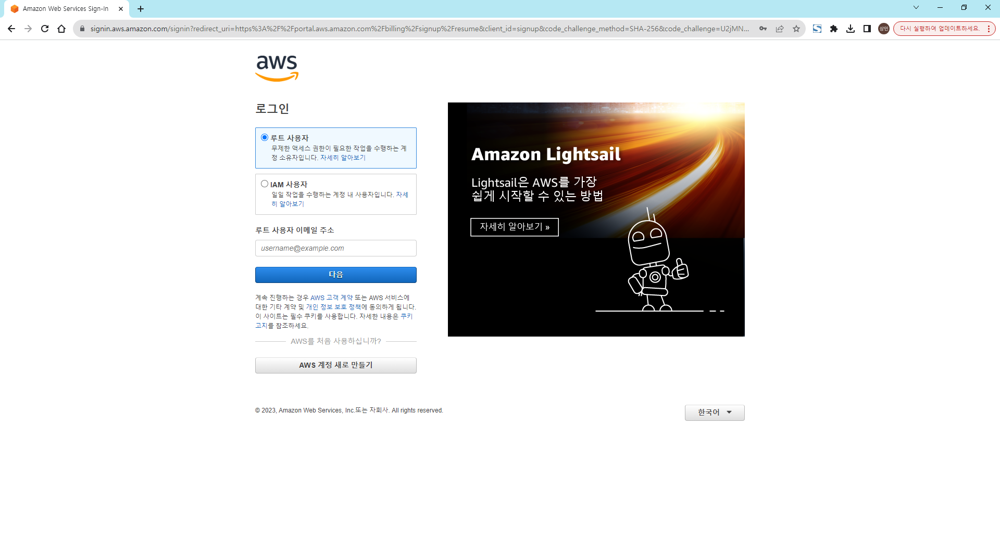 Amazon Web Services Sign-In
signin.aws.amazon.com/signin?redirect_uri=https%3A%2F%2Fportal.aws.amazon.com%2Fbilling%2Fsignup%2Fresume&client_id=signup&code_challenge_method=SHA-256&code_challenge=U2jMN...
상민
다시 실행하여 업데이트하세요.
aws
로그인
루트 사용자
무제한 액세스 권한이 필요한 작업을 수행하는 계
정 소유자입니다. 자세히 알아보기
IAM 사용자
일일 작업을 수행하는 계정 내 사용자입니다. 자세
히 알아보기
루트 사용자 이메일 주소
username@example.com
다음
계속 진행하는 경우 AWS 고객 계약 또는 AWS 서비스에
대한 기타 계약 및 개인 정보 보호 정책에 동의하게 됩니다.
이 사이트는 필수 쿠키를 사용합니다. 자세한 내용은 쿠키
고지를 참조하세요.
AWS를 처음 사용하십니까?
AWS 계정 새로 만들기
Amazon Lightsail
Lightsail은 AWS를 가장
쉽게 시작할 수 있는 방법
자세히 알아보기 »
© 2023, Amazon Web Services, Inc.또는 자회사. All rights reserved.
한국어